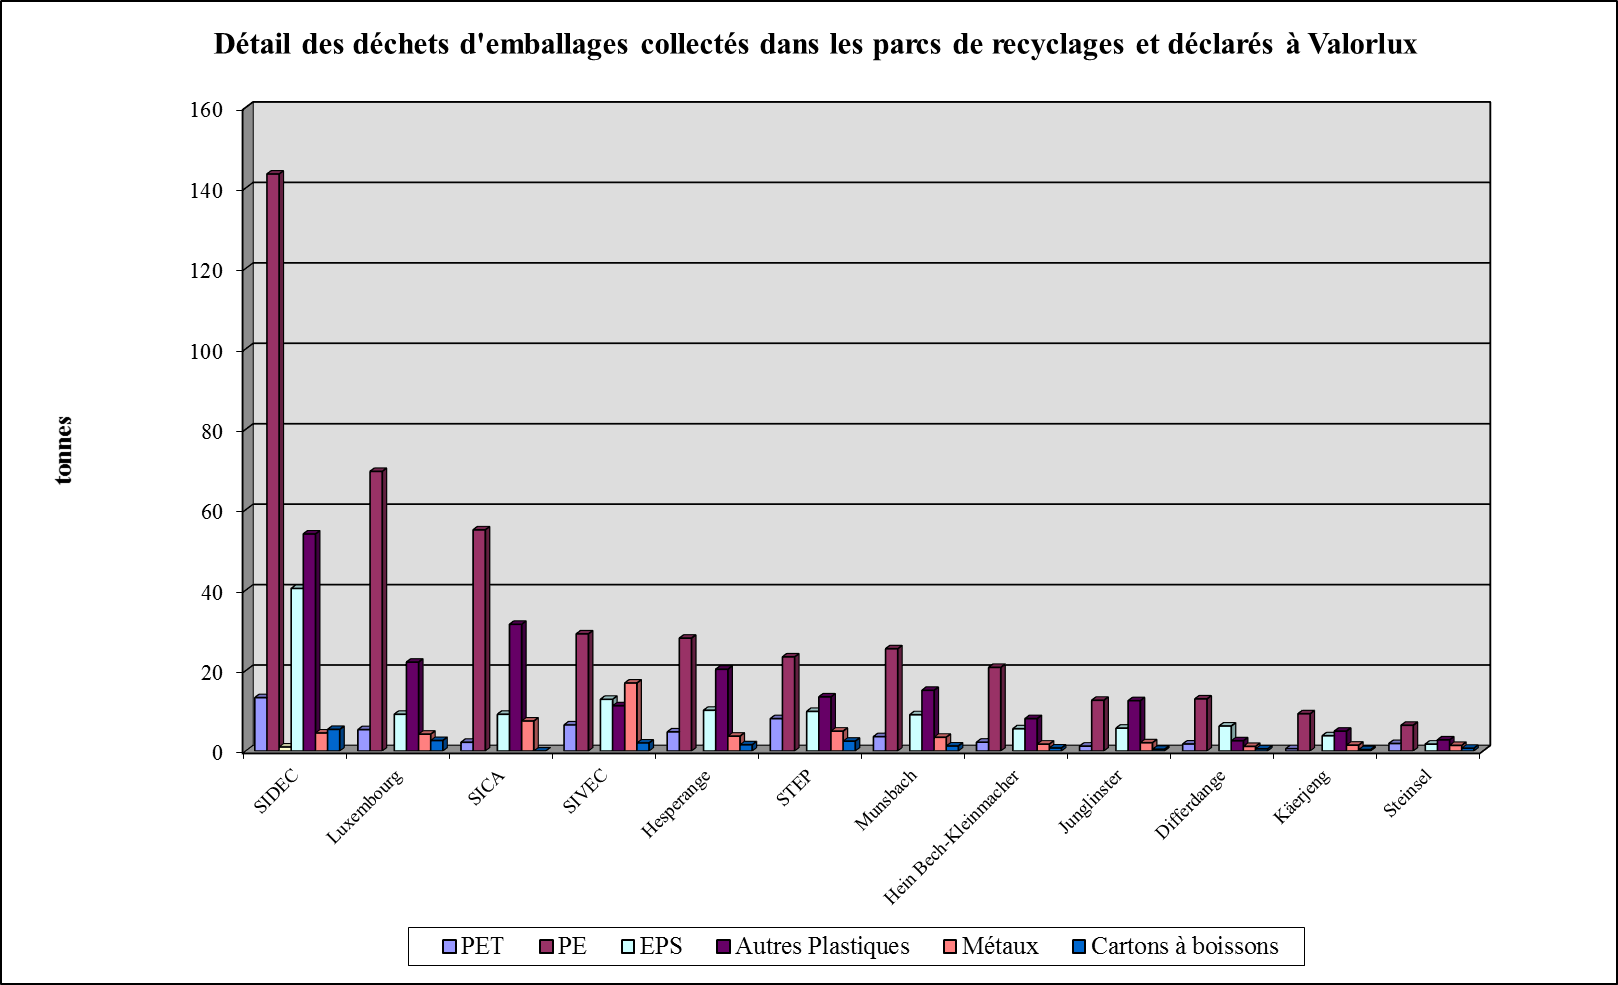 Détail des déchets d'emballages collectés dans les parcs de recyclages et déclarés à Valorlux
160
140
120
100
80
60
40
20
0
tonnes
SIDEC
Luxembourg
SICA
SIVEC
Hesperange
STEP
Munsbach
Hein Bech-Kleinmacher
Junglinster
Differdange
Käerjeng
Steinsel
PET PE EPS Autres Plastiques Métaux Cartons à boissons